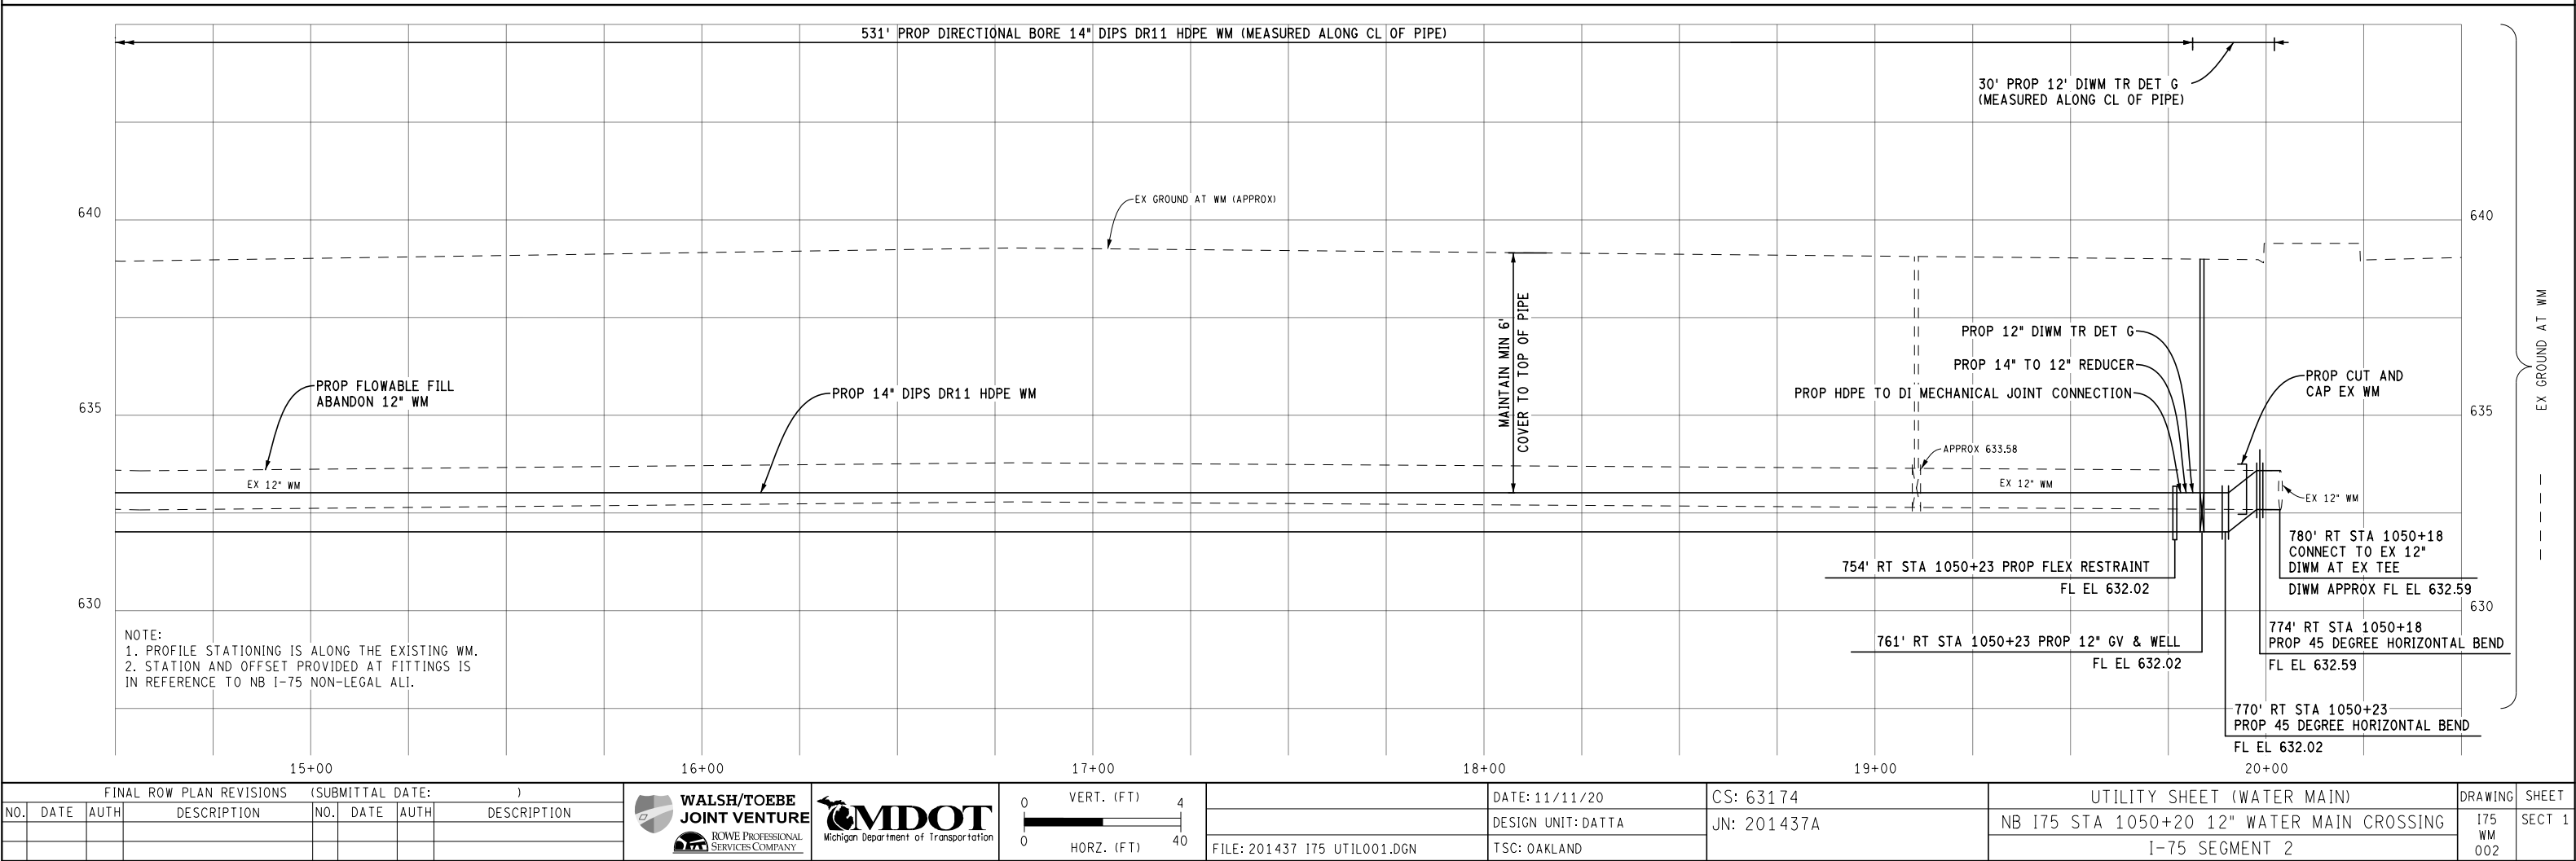 531' PROP DIRECTIONAL BORE 14" DIPS DR11 HDPE WM (MEASURED ALONG CL OF PIPE)
30' PROP 12' DIWM TR DET G
(MEASURED ALONG CL OF PIPE)
EX GROUND AT WM (APPROX)
640
640
PROP FLOWABLE FILL
ABANDON 12" WM
PROP 14" DIPS DR11 HDPE WM
MAINTAIN MIN 6'
COVER TO TOP OF PIPE
PROP 12" DIWM TR DET G
PROP 14" TO 12" REDUCER
PROP HDPE TO DI MECHANICAL JOINT CONNECTION
PROP CUT AND
CAP EX WM
635
635
EX GROUND AT WM
APPROX 633.58
EX 12" WM
EX 12" WM
EX 12" WM
754' RT STA 1050+23 PROP FLEX RESTRAINT
FL EL 632.02
780' RT STA 1050+18
CONNECT TO EX 12"
DIWM AT EX TEE
DIWM APPROX FL EL 632.59
630
630
NOTE:
1. PROFILE STATIONING IS ALONG THE EXISTING WM.
2. STATION AND OFFSET PROVIDED AT FITTINGS IS
IN REFERENCE TO NB I-75 NON-LEGAL ALI.
761' RT STA 1050+23 PROP 12" GV & WELL
FL EL 632.02
774' RT STA 1050+18
PROP 45 DEGREE HORIZONTAL BEND
FL EL 632.59
770' RT STA 1050+23
PROP 45 DEGREE HORIZONTAL BEND
FL EL 632.02
15+00 16+00 17+00 18+00 19+00 20+00
FINAL ROW PLAN REVISIONS (SUBMITTAL DATE: )
NO. DATE AUTH DESCRIPTION NO. DATE AUTH DESCRIPTION
WALSH/TOEBE
JOINT VENTURE
ROWE PROFESSIONAL
SERVICES COMPANY
MDOT
Michigan Department of Transportation
VERT. (FT)
0 4
0 40
HORZ. (FT)
FILE: 201437 I75 UTIL001.DGN
DATE: 11/11/20
DESIGN UNIT: DATTA
TSC: OAKLAND
CS: 63174
JN: 201437A
UTILITY SHEET (WATER MAIN)
NB I75 STA 1050+20 12" WATER MAIN CROSSING
I-75 SEGMENT 2
DRAWING
I75
WM
002
SHEET
SECT 1